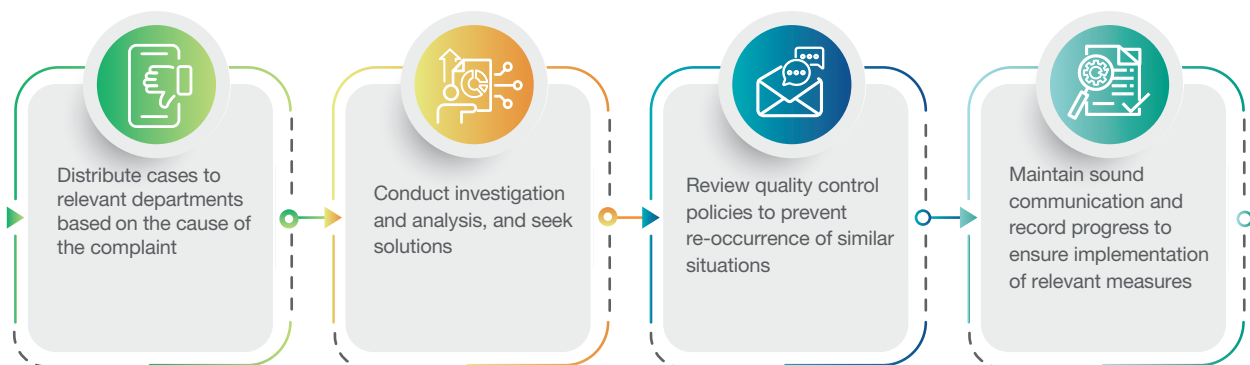 Distribute cases to
relevant departments
based on the cause of
the complaint
Conduct investigation
and analysis, and seek
solutions
Review quality control
policies to prevent
re-occurrence of similar
situations
Maintain sound
communication and
record progress to
ensure implementation
of relevant measures